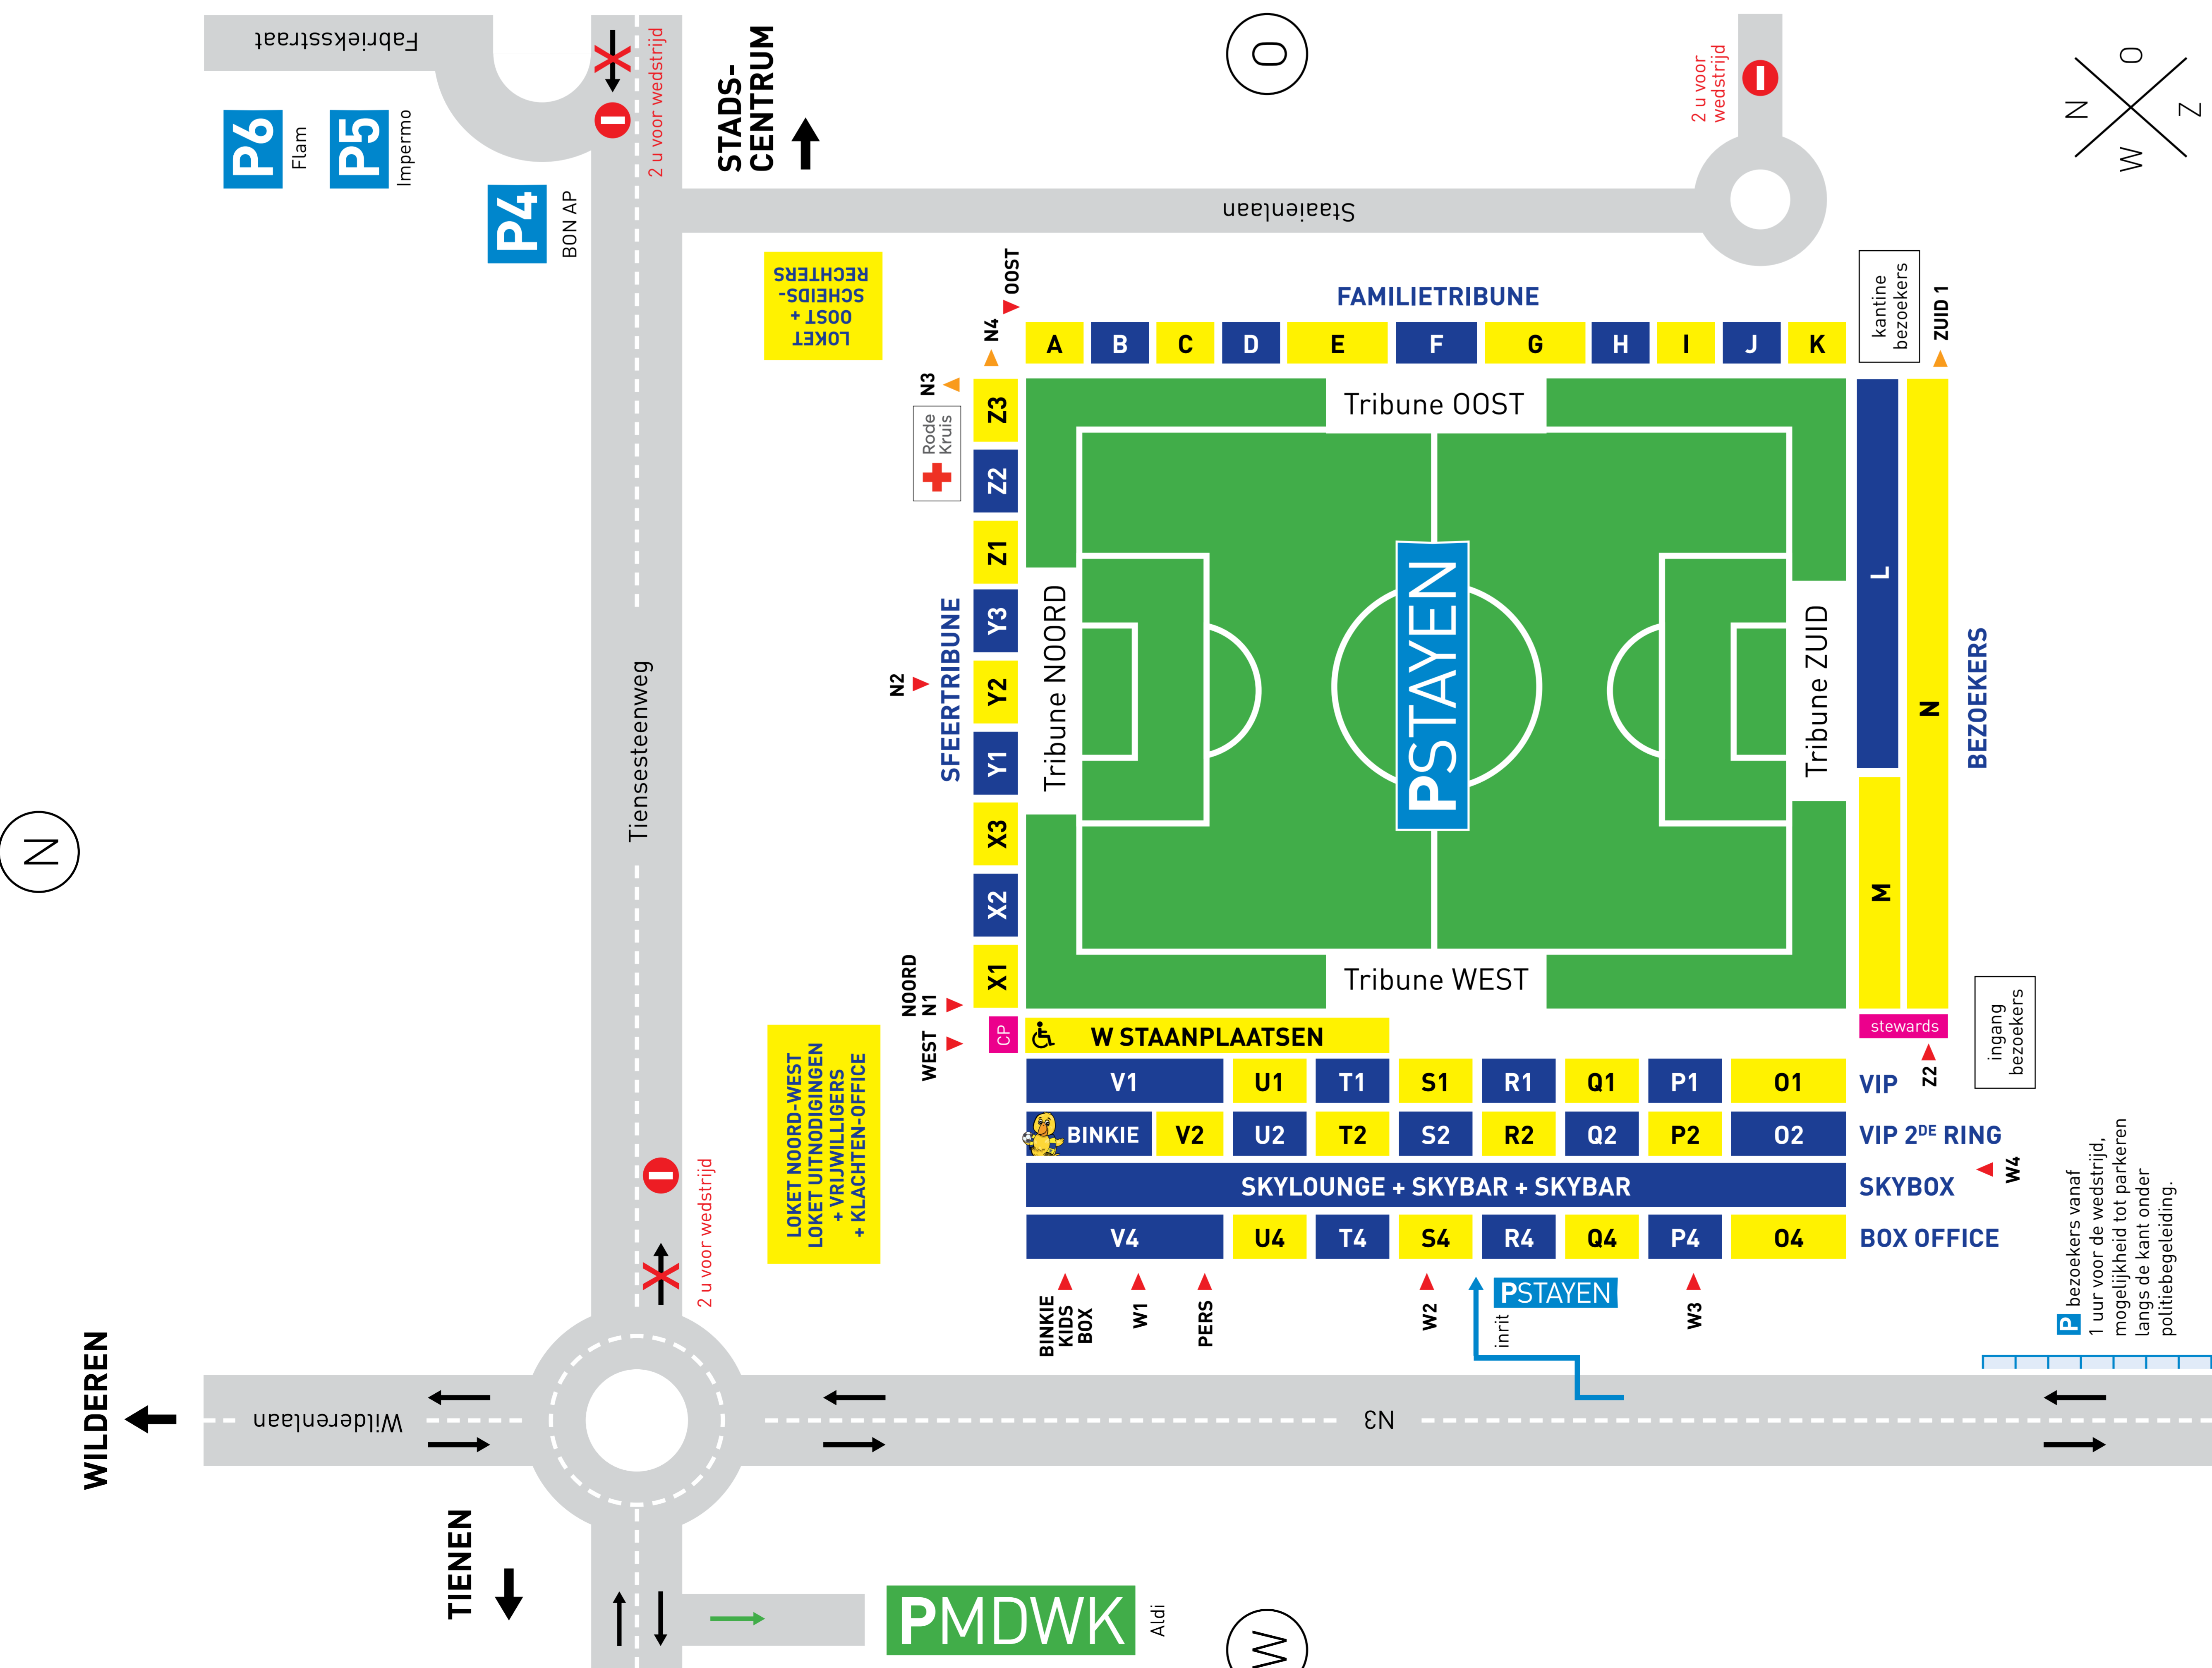 Fabrieksstraat
P6
Flam
P5
Impermo
P4
BON AP
2 u voor wedstrijd
STADS-
CENTRUM
O
2 u voor
wedstrijd
N
O
W
Z
Staaienlaan
LOKET
OOST +
SCHEIDS-
RECHTERS
OOST
N4
N3
Rode
Kruis
FAMILIETRIBUNE
A
B
C
D
E
F
G
H
I
J
K
kantine
bezoekers
ZUID 1
Tribune OOST
Z3
Z2
Z1
Y3
Y2
Y1
X3
X2
X1
N2
SFEERTRIBUNE
Tribune NOORD
PSTAYEN
Tribune ZUID
L
M
N
BEZOEKERS
Tiensesteenweg
N
Tribune WEST
NOORD
N1
WEST
CP
W STAANPLAATSEN
stewards
Z2
ingang
bezoekers
V1
U1
T1
S1
R1
Q1
P1
O1
VIP
BINKIE
V2
U2
T2
S2
R2
Q2
P2
O2
VIP 2DE RING
SKYLOUNGE + SKYBAR + SKYBAR
SKYBOX
W4
V4
U4
T4
S4
R4
Q4
P4
O4
BOX OFFICE
LOKET NOORD-WEST
LOKET UITNODIGINGEN
+ VRIJWILLIGERS
+ KLACHTEN-OFFICE
2 u voor wedstrijd
BINKIE
KIDS
BOX
W1
PERS
W2
inrit
PSTAYEN
W3
P bezoekers vanaf
1 uur voor de wedstrijd,
mogelijkheid tot parkeren
langs de kant onder
politiebegeleiding.
WILDEREN
Wilderenlaan
N3
TIENEN
PMDWK
Aldi
W